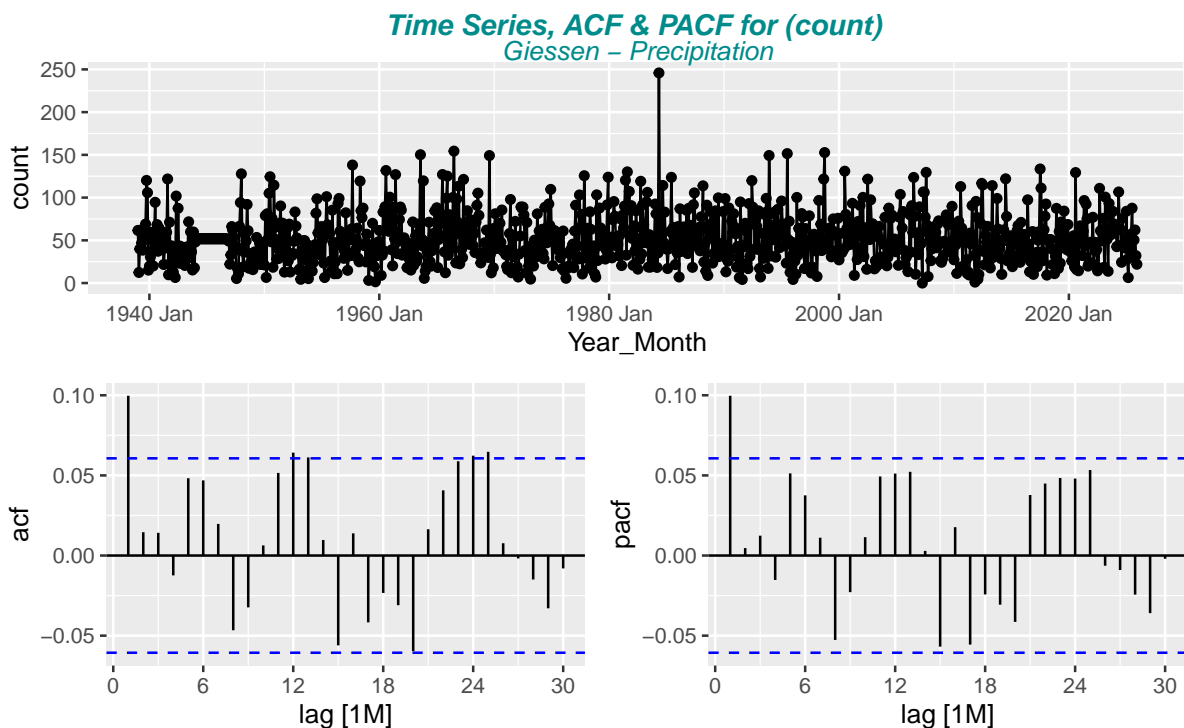 Time Series, ACF & PACF for (count)
Giessen − Precipitation
250
200
150
100
50
0
count
1940 Jan 1960 Jan 1980 Jan 2000 Jan 2020 Jan
Year_Month
0.10
0.05
0.00
−0.05
acf
0 6 12 18 24 30
lag [1M]
0.10
0.05
0.00
−0.05
pacf
0 6 12 18 24 30
lag [1M]